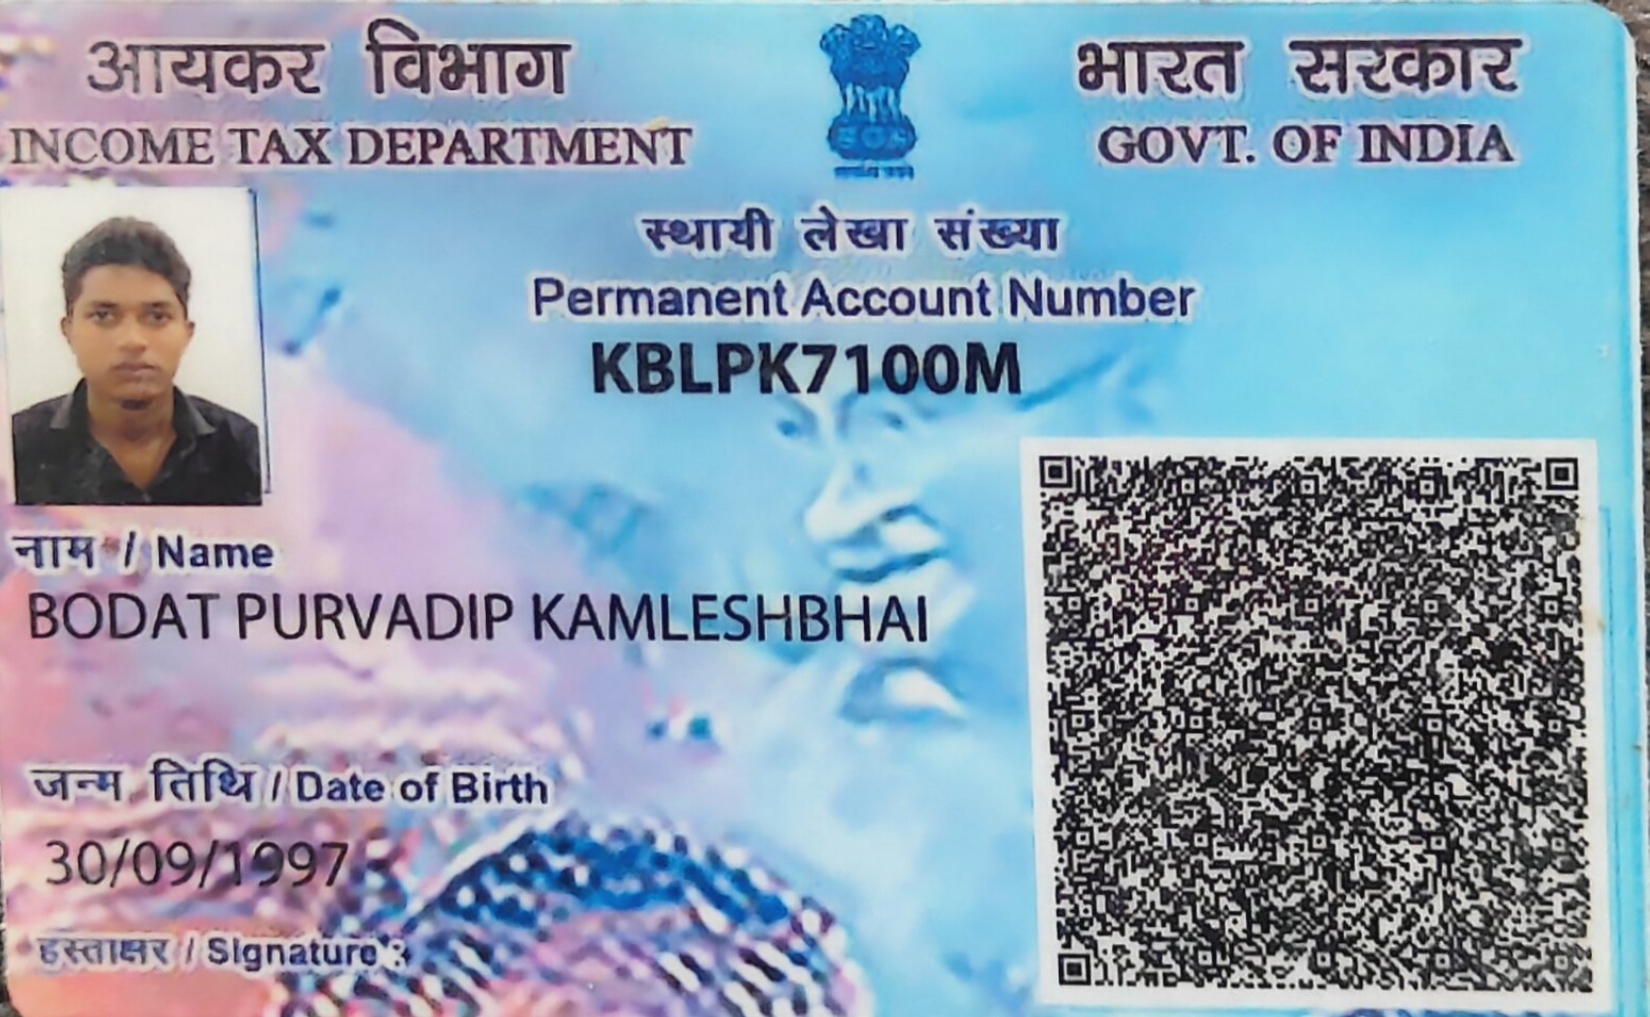 आयकर विभाग
INCOME TAX DEPARTMENT
भारत सरकार
GOVT. OF INDIA
स्थायी लेखा संख्या
Permanent Account Number
KBLPK7100M
नाम / Name
BODAT PURVADIP KAMLESHBHAI
जन्म तिथि / Date of Birth
30/09/1997
हस्ताक्षर / Signature :